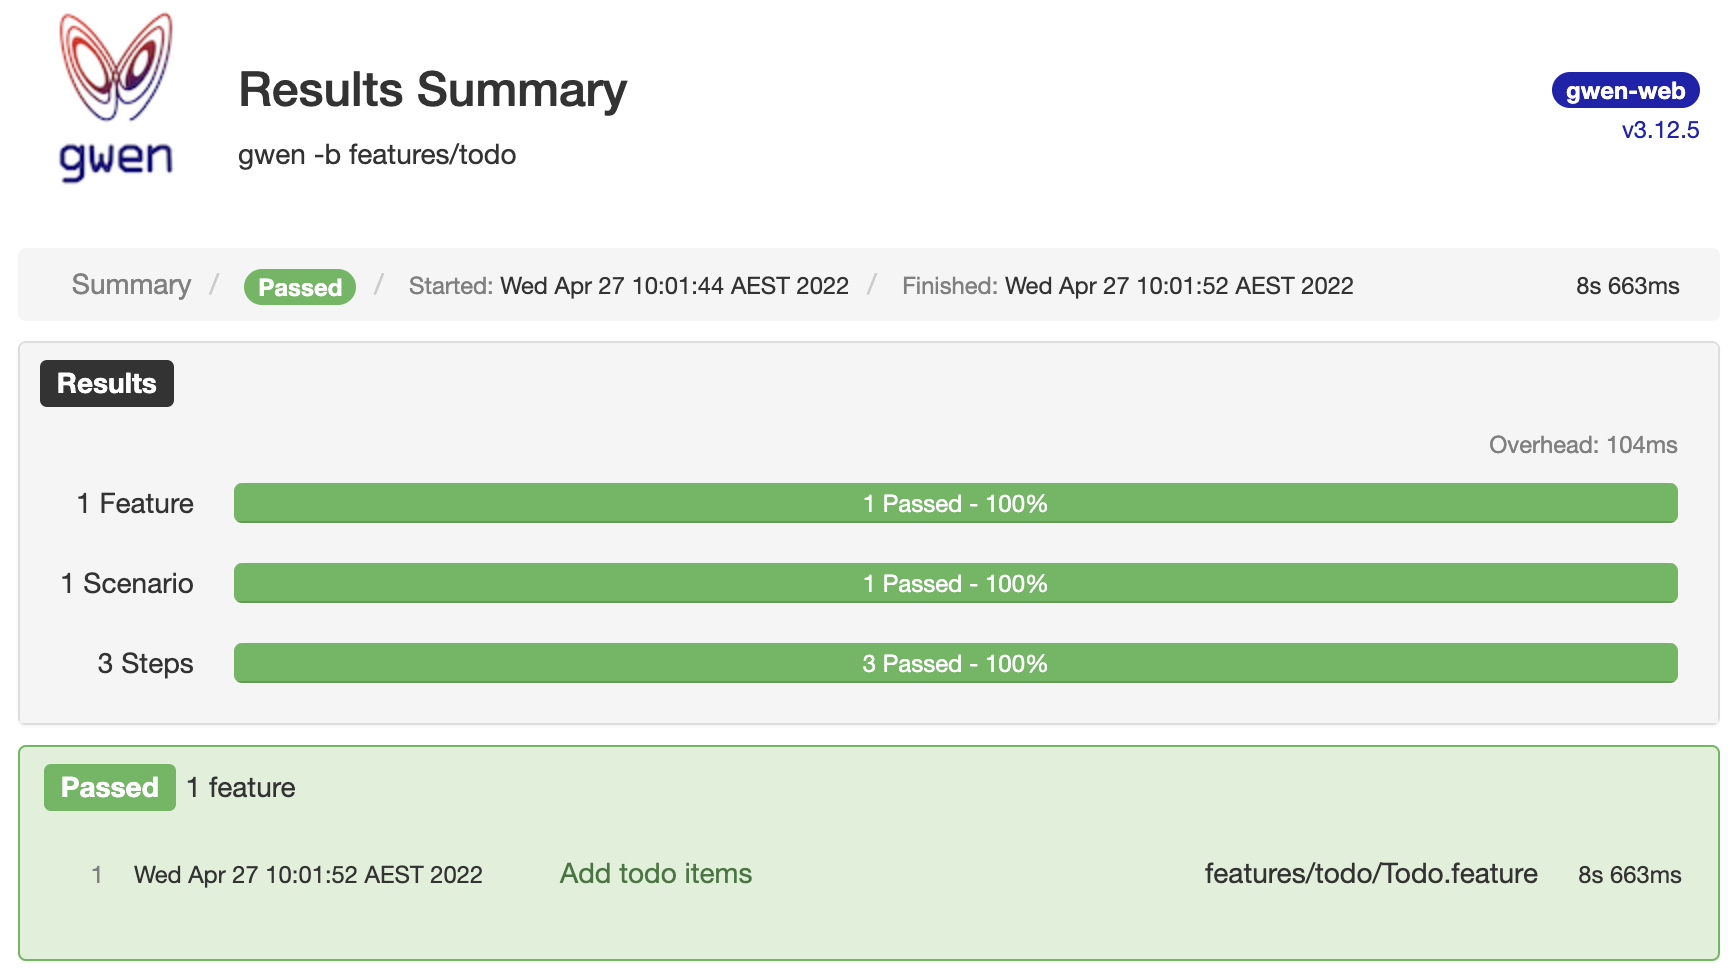 gwen
Results Summary
gwen -b features/todo
gwen-web
v3.12.5
Summary / Passed / Started: Wed Apr 27 10:01:44 AEST 2022 / Finished: Wed Apr 27 10:01:52 AEST 2022 8s 663ms
Results
Overhead: 104ms
1 Feature 1 Passed - 100%
1 Scenario 1 Passed - 100%
3 Steps 3 Passed - 100%
Passed 1 feature
1 Wed Apr 27 10:01:52 AEST 2022 Add todo items features/todo/Todo.feature 8s 663ms